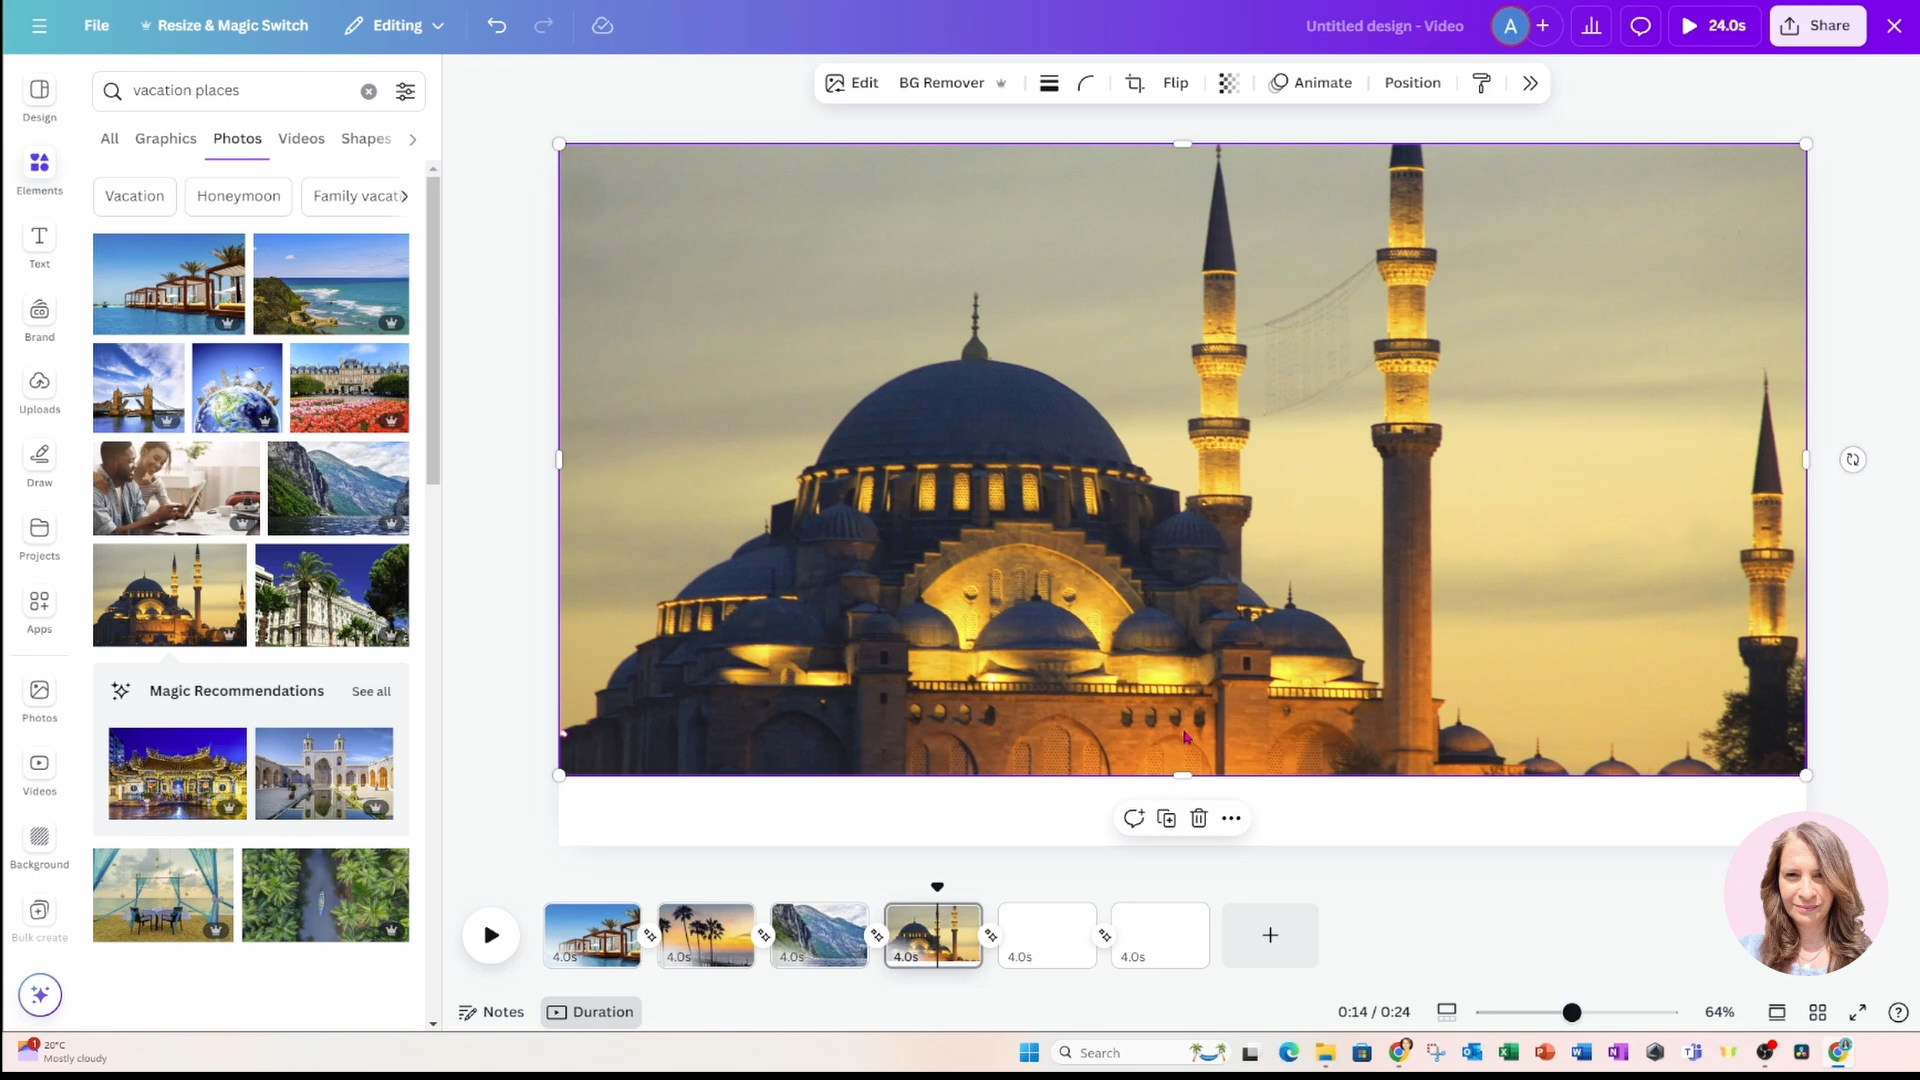 File
Resize & Magic Switch
Editing
Untitled design - Video
A
24.0s
Share
Design
Elements
Text
Brand
Uploads
Draw
Projects
Apps
Photos
Videos
Background
Bulk create
vacation places
All
Graphics
Photos
Videos
Shapes
Vacation
Honeymoon
Family vacati
Magic Recommendations
See all
Edit
BG Remover
Flip
Animate
Position
4.0s
4.0s
4.0s
4.0s
4.0s
4.0s
Notes
Duration
0:14 / 0:24
64%
1
20°C
Mostly cloudy
Search